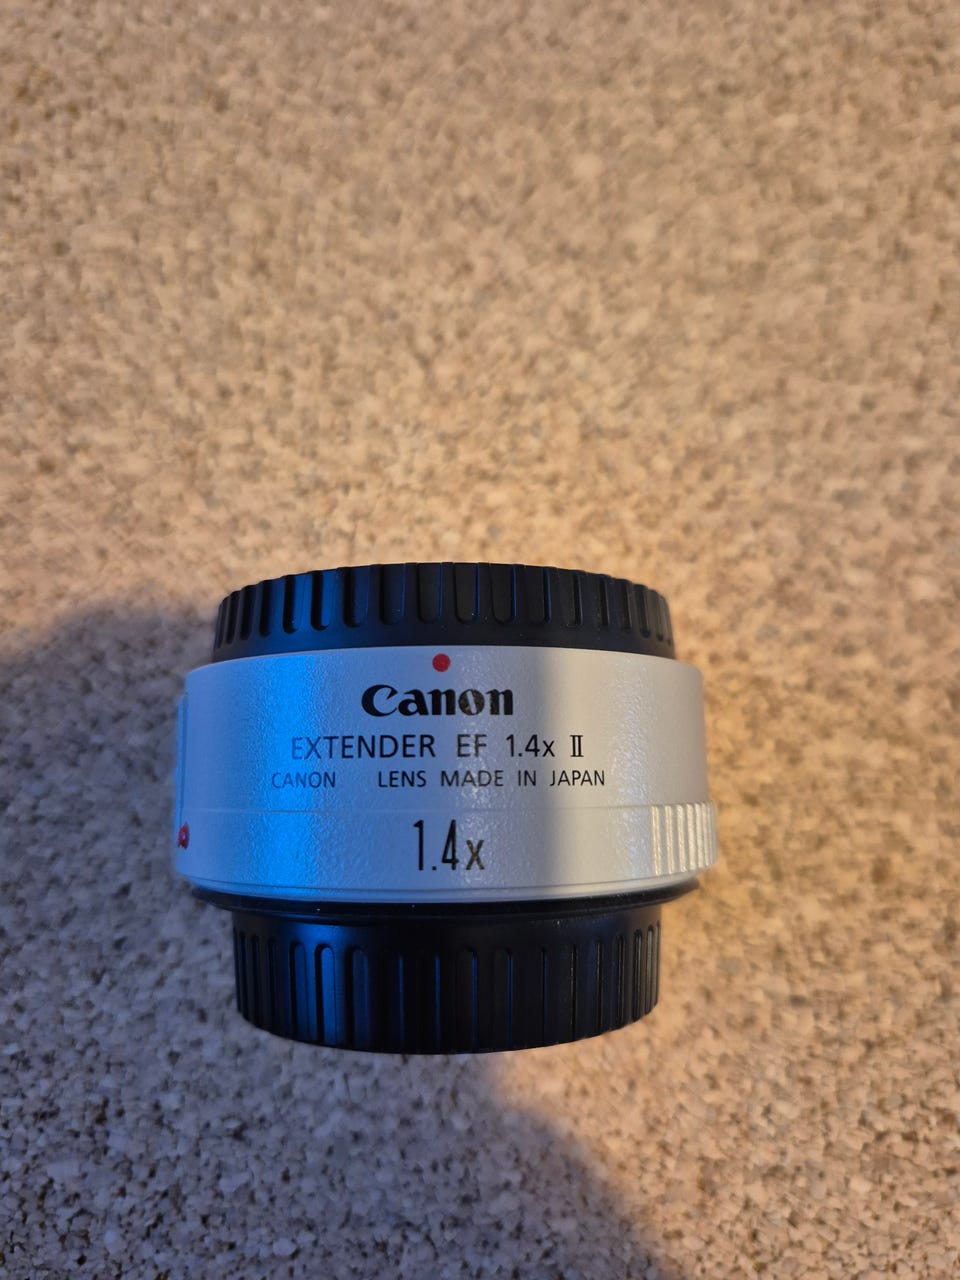 Canon
EXTENDER EF 1.4x II
CANON LENS MADE IN JAPAN
1.4x